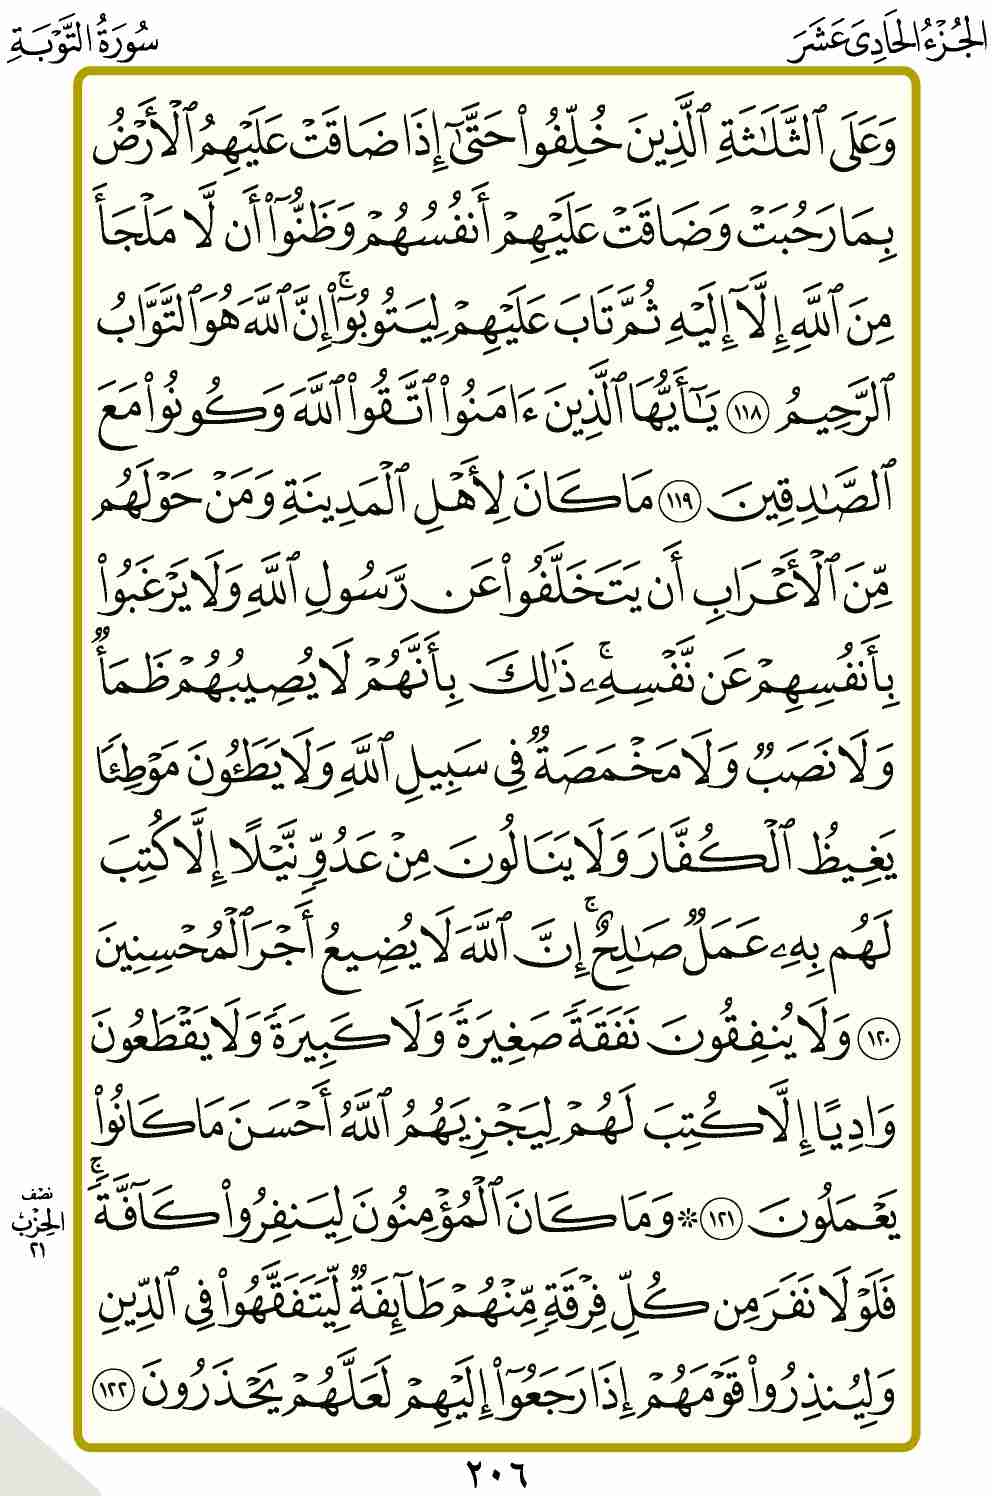 الجُزْءُ الحَادِىَ عَشَرَ
سُورَةُ التَّوْبَةِ
وَعَلَى ٱلثَّلَـٰثَةِ ٱلَّذِينَ خُلِّفُوا۟ حَتَّىٰٓ إِذَا ضَاقَتْ عَلَيْهِمُ ٱلْأَرْضُ
بِمَا رَحُبَتْ وَضَاقَتْ عَلَيْهِمْ أَنفُسُهُمْ وَظَنُّوٓا۟ أَن لَّا مَلْجَأَ
مِنَ ٱللَّهِ إِلَّآ إِلَيْهِ ثُمَّ تَابَ عَلَيْهِمْ لِيَتُوبُوٓا۟ ۚ إِنَّ ٱللَّهَ هُوَ ٱلتَّوَّابُ
ٱلرَّحِيمُ ١١٨ يَـٰٓأَيُّهَا ٱلَّذِينَ ءَامَنُوا۟ ٱتَّقُوا۟ ٱللَّهَ وَكُونُوا۟ مَعَ
ٱلصَّـٰدِقِينَ ١١٩ مَا كَانَ لِأَهْلِ ٱلْمَدِينَةِ وَمَنْ حَوْلَهُم
مِّنَ ٱلْأَعْرَابِ أَن يَتَخَلَّفُوا۟ عَن رَّسُولِ ٱللَّهِ وَلَا يَرْغَبُوا۟
بِأَنفُسِهِمْ عَن نَّفْسِهِۦ ۚ ذَٰلِكَ بِأَنَّهُمْ لَا يُصِيبُهُمْ ظَمَأٌ
وَلَا نَصَبٌ وَلَا مَخْمَصَةٌ فِى سَبِيلِ ٱللَّهِ وَلَا يَطَـُٔونَ مَوْطِئًا
يَغِيظُ ٱلْكُفَّارَ وَلَا يَنَالُونَ مِنْ عَدُوٍّ نَّيْلًا إِلَّا كُتِبَ
لَهُم بِهِۦ عَمَلٌ صَـٰلِحٌ ۚ إِنَّ ٱللَّهَ لَا يُضِيعُ أَجْرَ ٱلْمُحْسِنِينَ
١٢٠ وَلَا يُنفِقُونَ نَفَقَةً صَغِيرَةً وَلَا كَبِيرَةً وَلَا يَقْطَعُونَ
وَادِيًا إِلَّا كُتِبَ لَهُمْ لِيَجْزِيَهُمُ ٱللَّهُ أَحْسَنَ مَا كَانُوا۟
يَعْمَلُونَ ١٢١ ۞ وَمَا كَانَ ٱلْمُؤْمِنُونَ لِيَنفِرُوا۟ كَآفَّةً ۚ
نصْف
الحِزْبُ
٢١
فَلَوْلَا نَفَرَ مِن كُلِّ فِرْقَةٍ مِّنْهُمْ طَآئِفَةٌ لِّيَتَفَقَّهُوا۟ فِى ٱلدِّينِ
وَلِيُنذِرُوا۟ قَوْمَهُمْ إِذَا رَجَعُوٓا۟ إِلَيْهِمْ لَعَلَّهُمْ يَحْذَرُونَ ١٢٢
٢٠٦